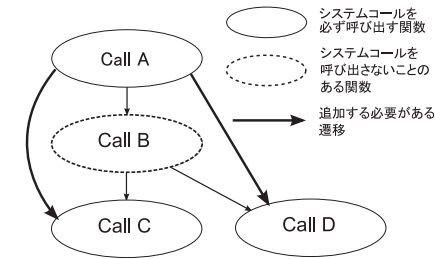 Call A
Call B
Call C
Call D
システムコールを
必ず呼び出す関数
システムコールを
呼び出さないことの
ある関数
追加する必要がある
遷移